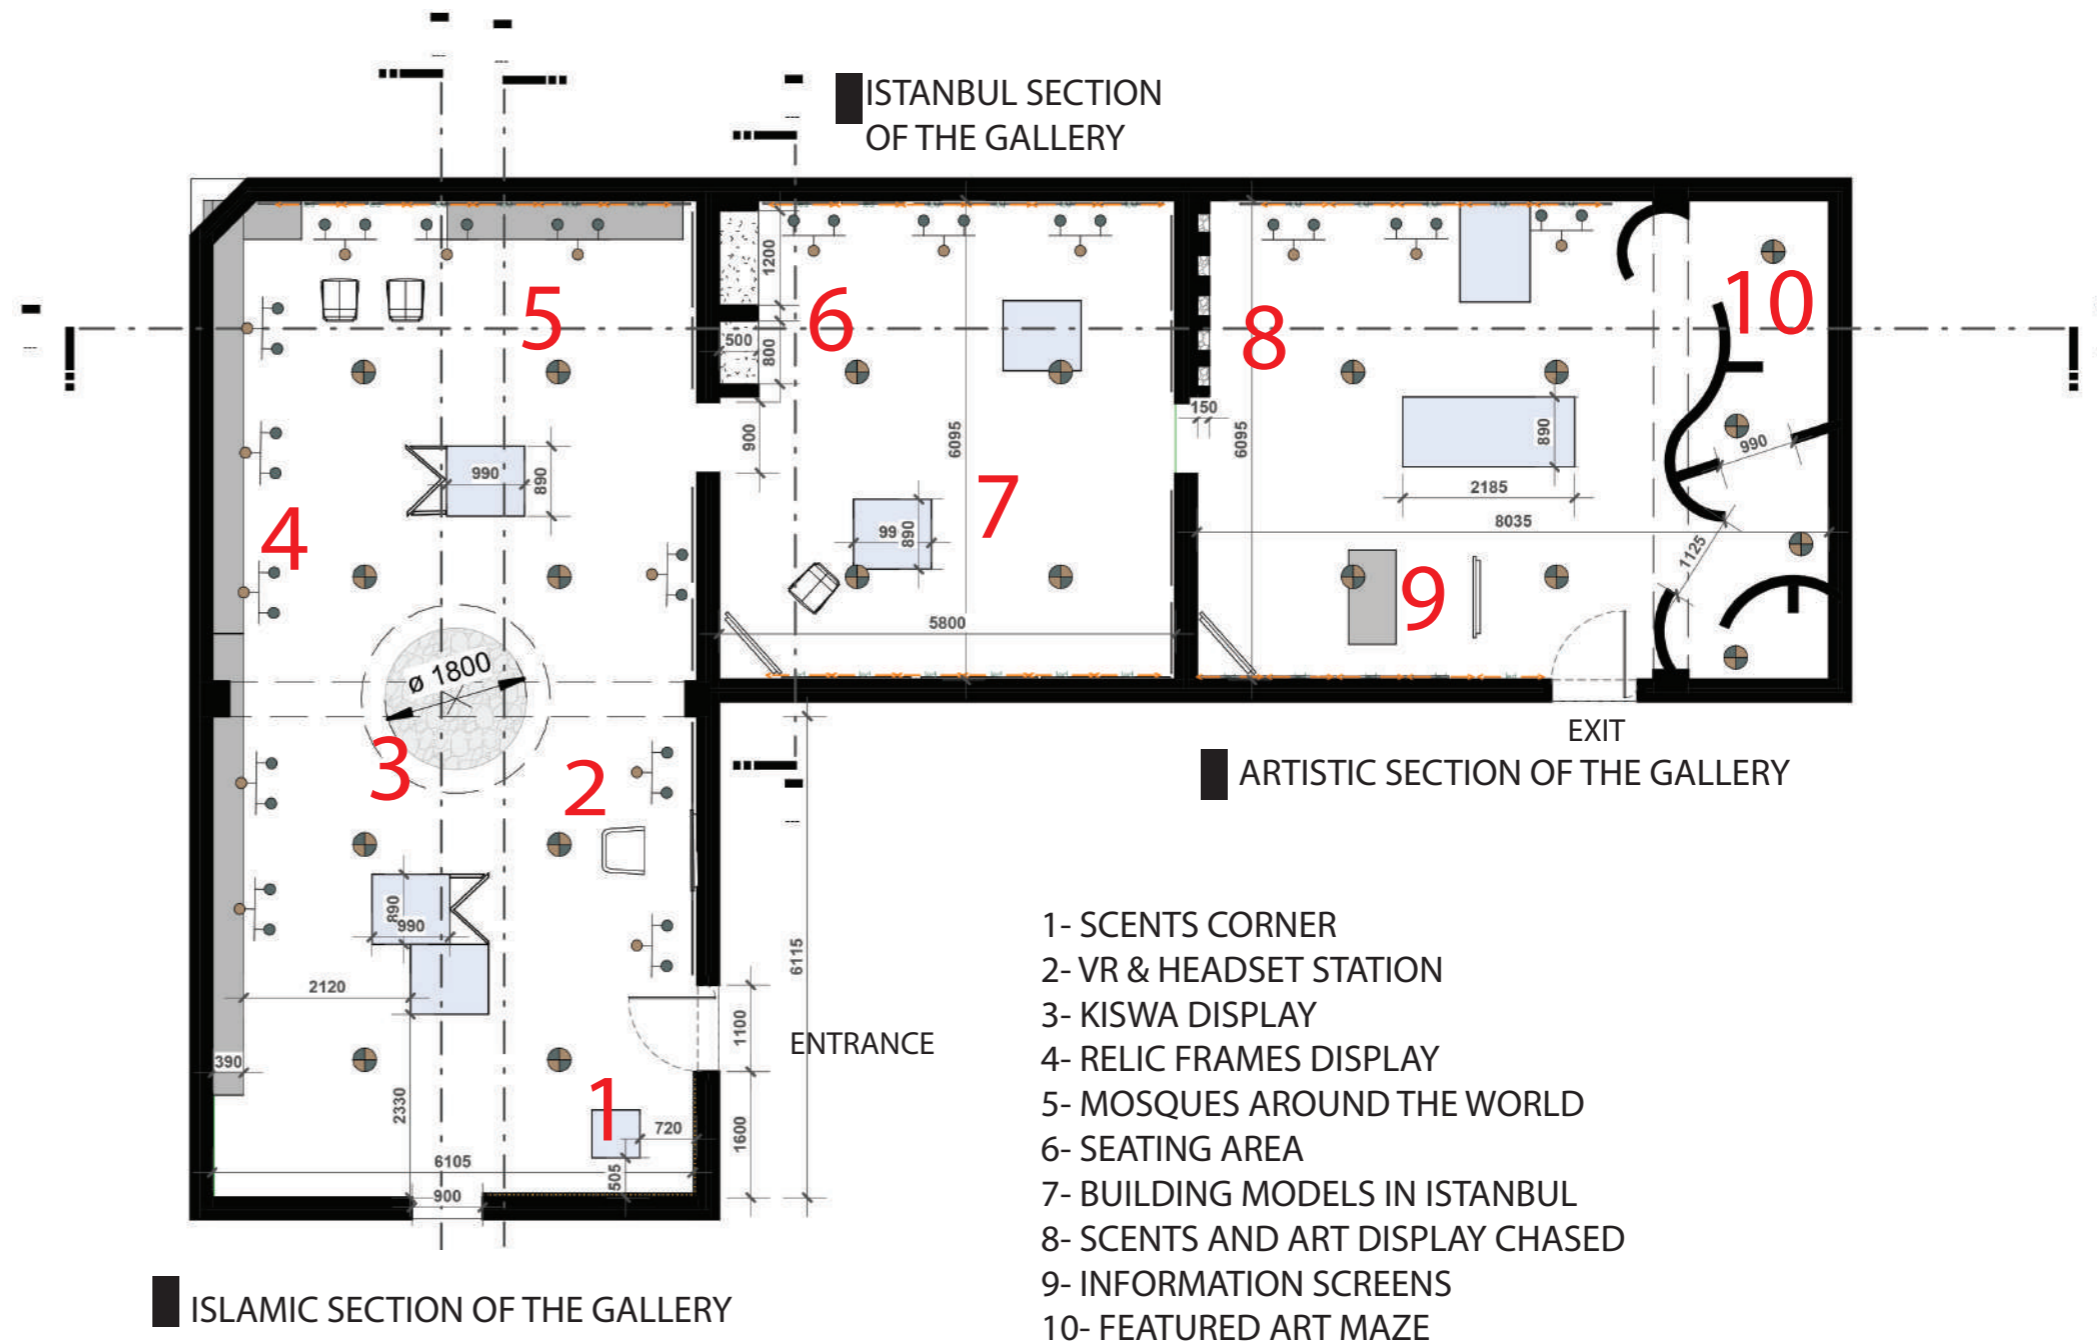 ISTANBUL SECTION
OF THE GALLERY
1200
500
800
900
6095
150
6095
890
2185
8035
990
1125
990
890
99
890
5800
ø 1800
890
990
2120
390
2330
6105
900
720
505
1100
1600
6115
5
6
8
10
4
7
9
3
2
1
ENTRANCE
EXIT
ARTISTIC SECTION OF THE GALLERY
1- SCENTS CORNER
2- VR & HEADSET STATION
3- KISWA DISPLAY
4- RELIC FRAMES DISPLAY
5- MOSQUES AROUND THE WORLD
6- SEATING AREA
7- BUILDING MODELS IN ISTANBUL
8- SCENTS AND ART DISPLAY CHASED
9- INFORMATION SCREENS
10- FEATURED ART MAZE
ISLAMIC SECTION OF THE GALLERY